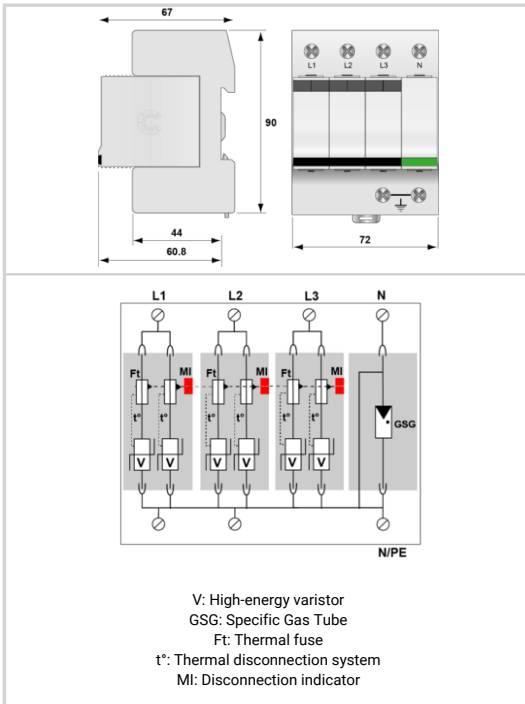 67
L1 L2 L3 N
90
44
60.8
72
L1 L2 L3 N
Ft MI Ft MI Ft MI
t° t° t° t° t° t°
GSG
V V V V V V
N/PE
V: High-energy varistor
GSG: Specific Gas Tube
Ft: Thermal fuse
t°: Thermal disconnection system
MI: Disconnection indicator